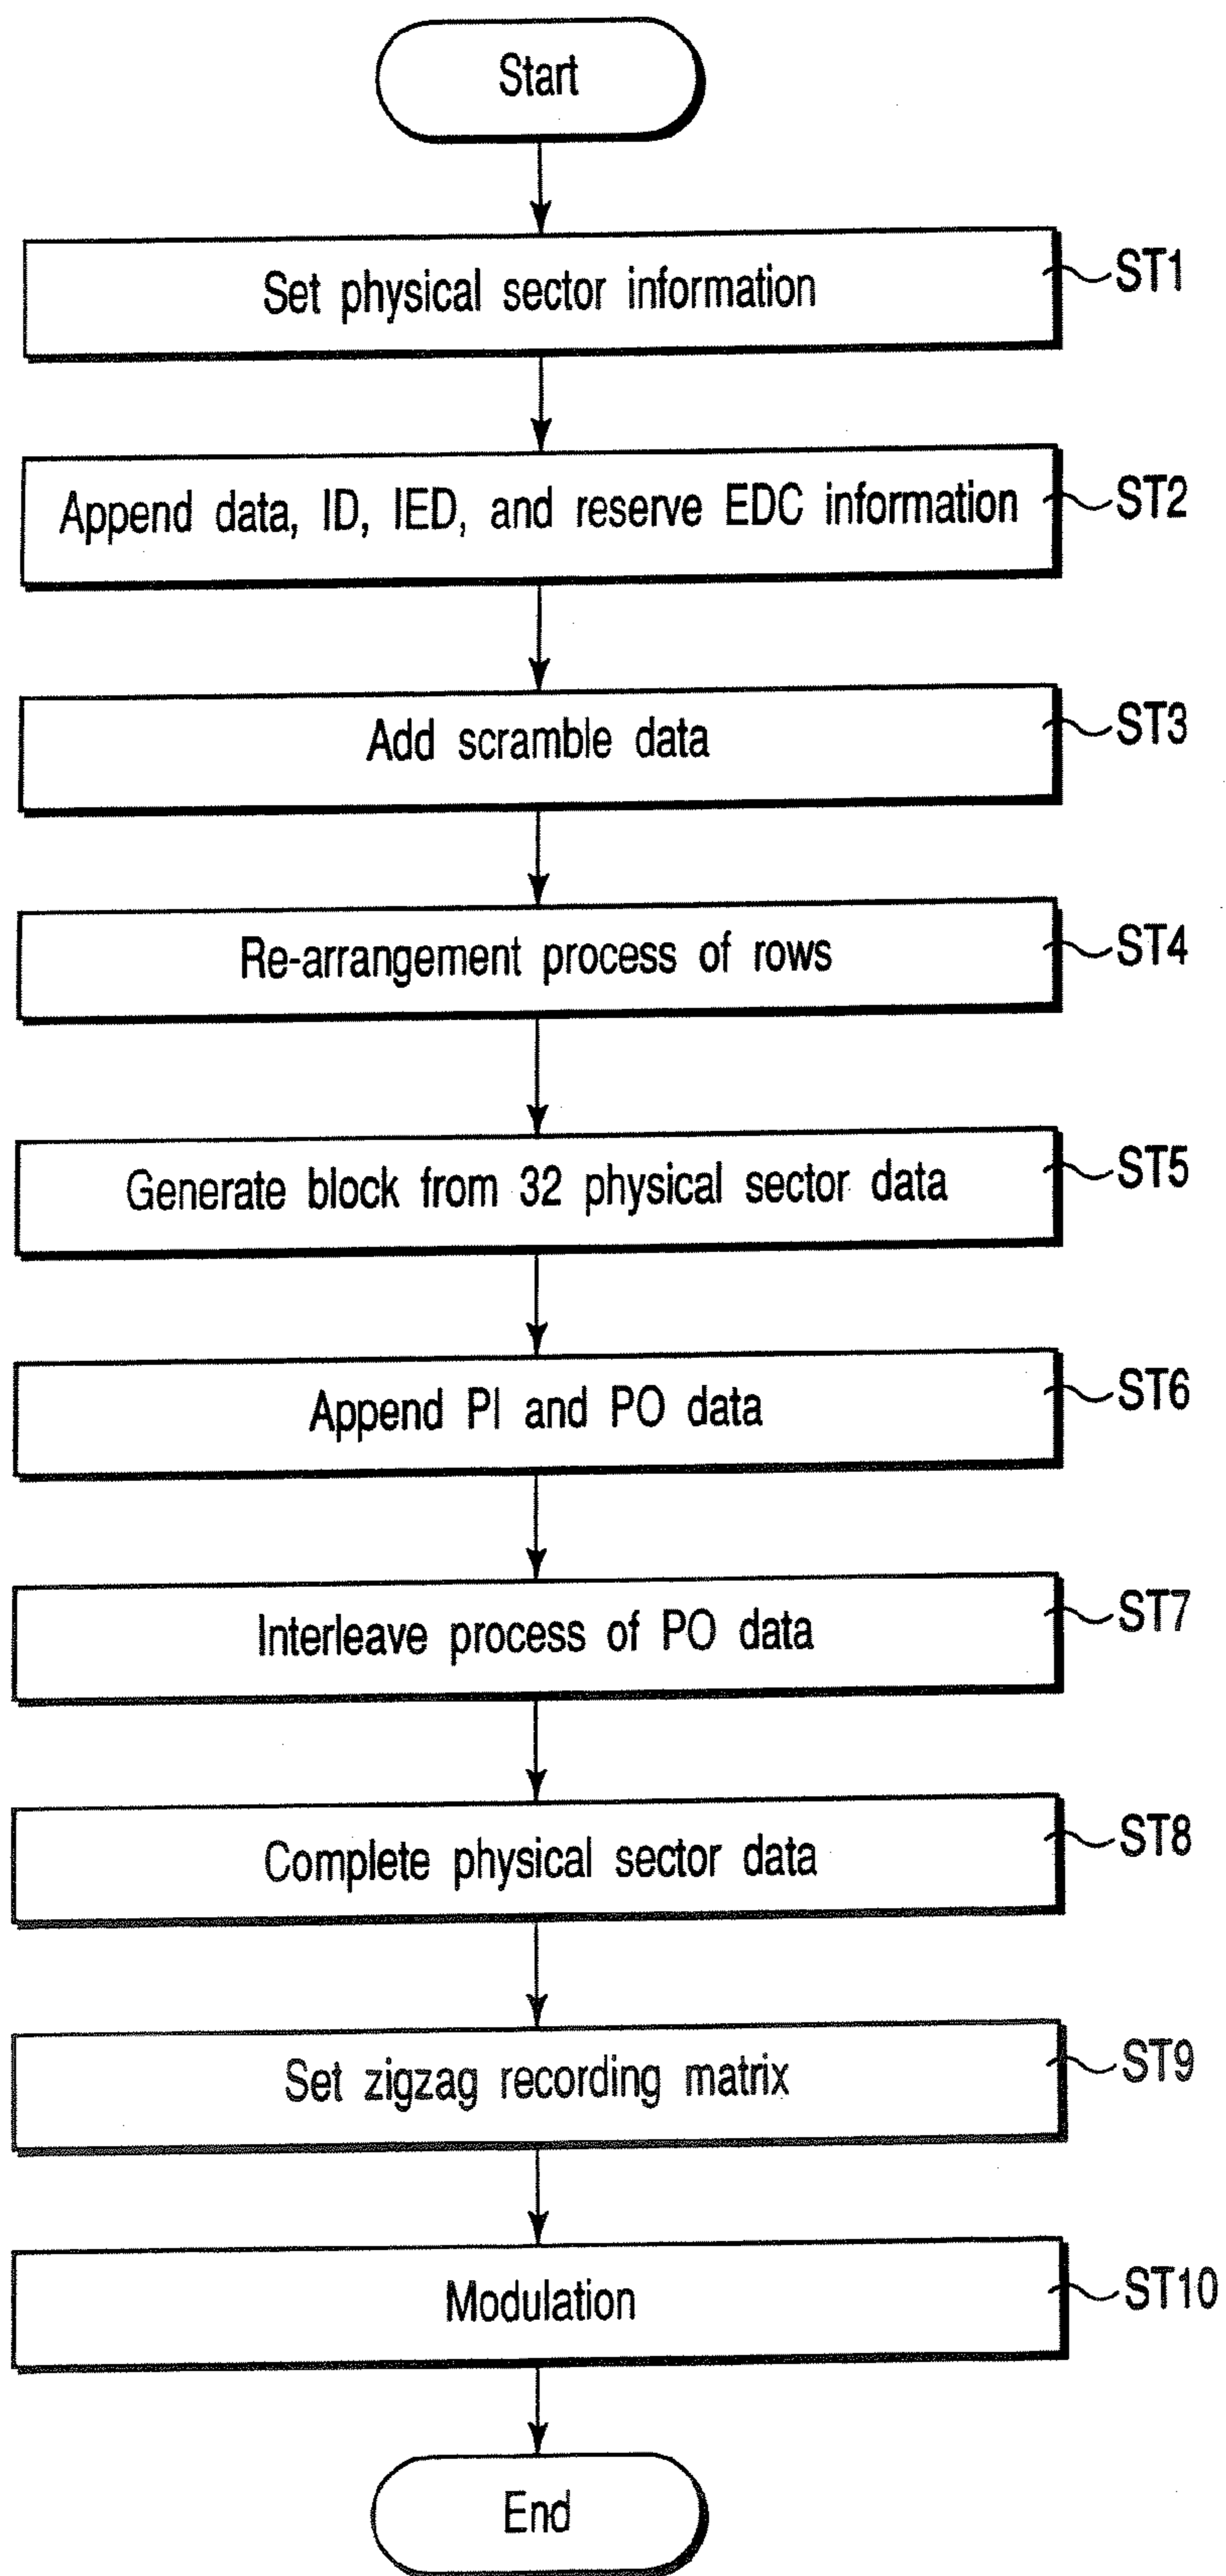 Start
Set physical sector information
ST1
Append data, ID, IED, and reserve EDC information
ST2
Add scramble data
ST3
Re-arrangement process of rows
ST4
Generate block from 32 physical sector data
ST5
Append PI and PO data
ST6
Interleave process of PO data
ST7
Complete physical sector data
ST8
Set zigzag recording matrix
ST9
Modulation
ST10
End